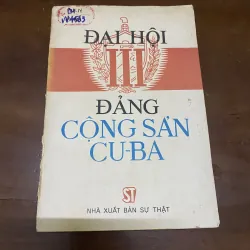 ĐẠI HỘI
III
ĐẢNG
CỘNG SẢN
CU-BA
ST
NHÀ XUẤT BẢN SỰ THẬT